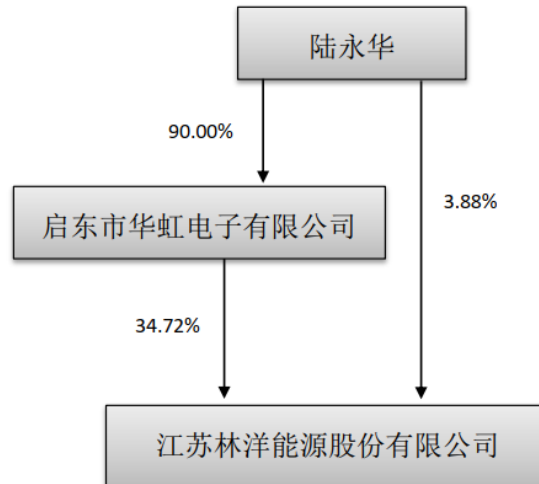 陆永华
90.00%
3.88%
启东市华虹电子有限公司
34.72%
江苏林洋能源股份有限公司